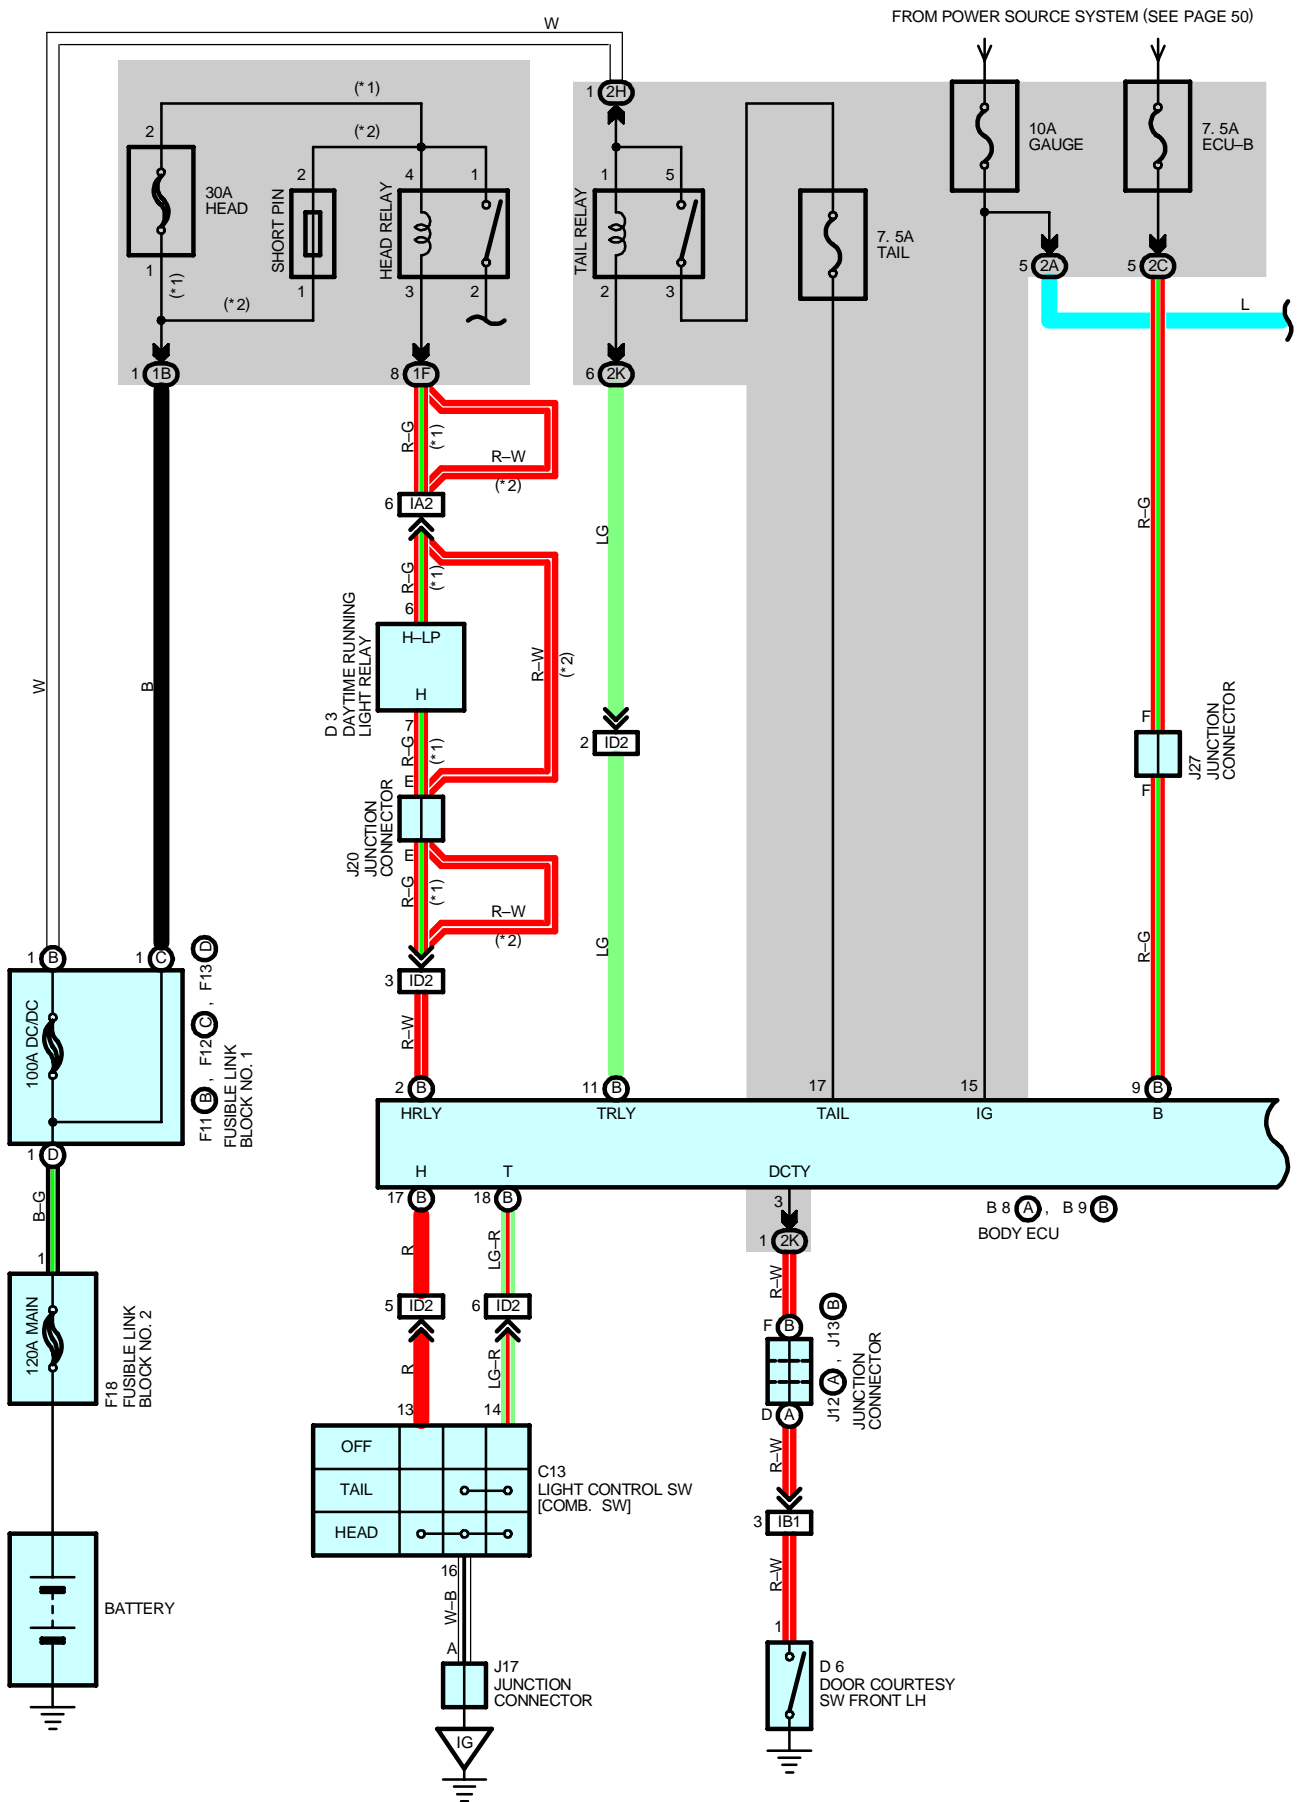 FROM POWER SOURCE SYSTEM (SEE PAGE 50)
W
(*1)
(*2)
2
30A
HEAD
1
(*1)
(*2)
2
SHORT PIN
1
4
1
HEAD RELAY
3
2
1 2H
1
5
TAIL RELAY
2
3
7. 5A
TAIL
10A
GAUGE
7. 5A
ECU–B
5 2A
5 2C
L
1 1B
8 1F
6 2K
R–G
(*1)
R–W
(*2)
6 IA2
R–G
(*1)
6
R–W
(*2)
LG
R–G
W
B
D 3
DAYTIME RUNNING
LIGHT RELAY
H–LP
H
7
R–G
(*1)
E
2 ID2
F
J27
JUNCTION
CONNECTOR
F
J20
JUNCTION
CONNECTOR
E
R–G
(*1)
R–W
(*2)
LG
R–G
1 B
1 C
100A DC/DC
F11 B , F12 C , F13 D
FUSIBLE LINK
BLOCK NO. 1
3 ID2
R–W
2 B
11 B
17
15
9 B
HRLY
TRLY
TAIL
IG
B
H
T
DCTY
1 D
B–G
1
17 B
18 B
3
B 8 A , B 9 B
BODY ECU
1 2K
R
LG–R
R–W
120A MAIN
F18
FUSIBLE LINK
BLOCK NO. 2
5 ID2
6 ID2
F B
J12 A , J13 B
JUNCTION
CONNECTOR
R
LG–R
D A
13
14
OFF
TAIL
HEAD
C13
LIGHT CONTROL SW
[COMB. SW]
R–W
3 IB1
16
W–B
R–W
BATTERY
A
1
J17
JUNCTION
CONNECTOR
D 6
DOOR COURTESY
SW FRONT LH
IG